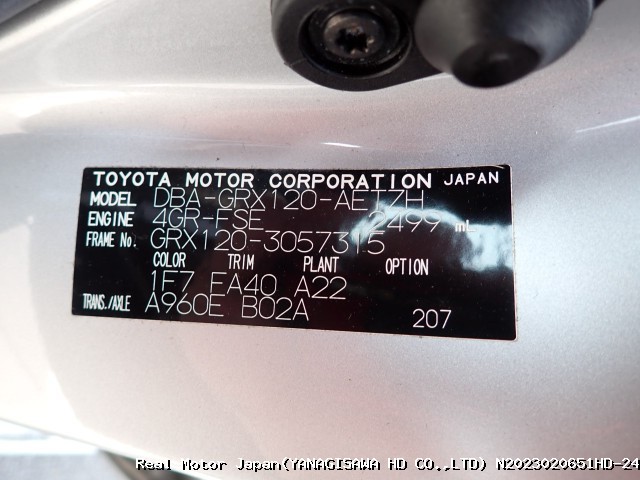 TOYOTA MOTOR CORPORATION JAPAN
MODEL DBA-GRX120-AETZH
ENGINE 4GR-FSE 2499 mL
FRAME No. GRX120-3057315
COLOR TRIM PLANT OPTION
1F7 FA40 A22
TRANS./AXLE A960E B02A
207
Real Motor Japan(YANAGISAWA HD CO.,LTD) N2023020651HD-24